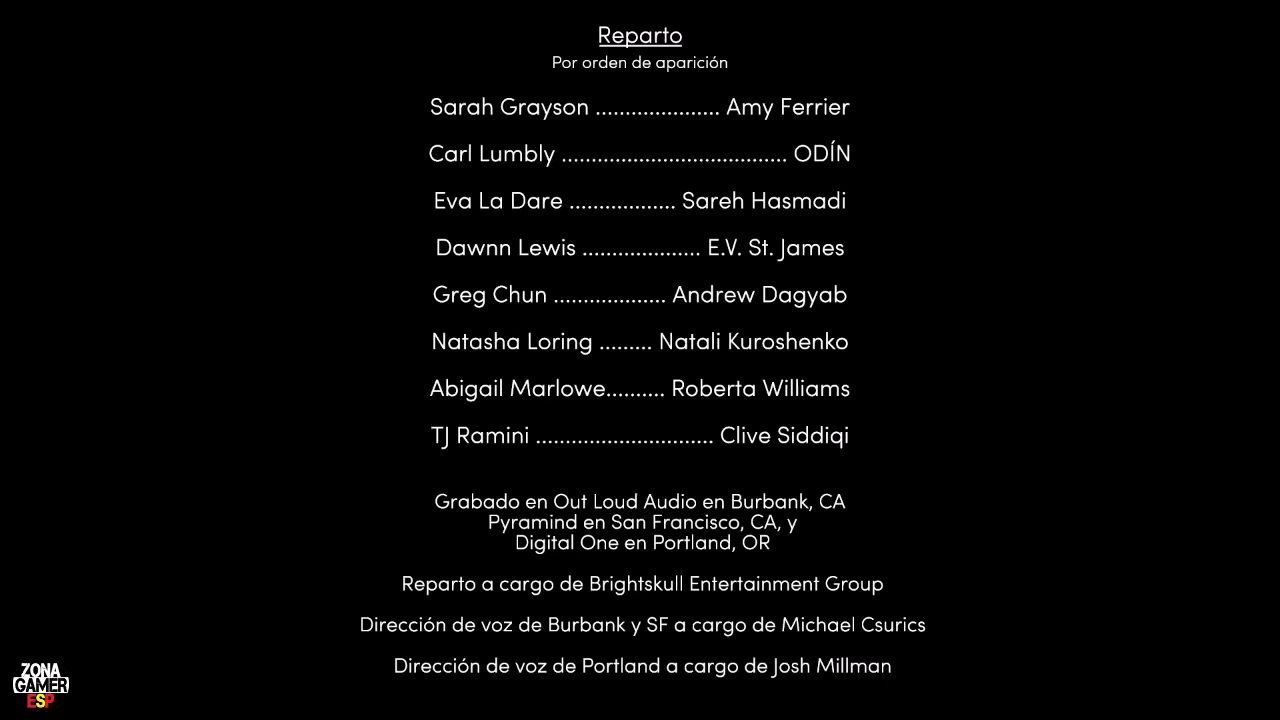 Reparto
Por orden de aparición
Sarah Grayson ..................... Amy Ferrier
Carl Lumbly ...................................... ODÍN
Eva La Dare .................. Sareh Hasmadi
Dawnn Lewis .................... E.V. St. James
Greg Chun ................... Andrew Dagyab
Natasha Loring ......... Natali Kuroshenko
Abigail Marlowe.......... Roberta Williams
TJ Ramini .............................. Clive Siddiqi
Grabado en Out Loud Audio en Burbank, CA
Pyramind en San Francisco, CA, y
Digital One en Portland, OR
Reparto a cargo de Brightskull Entertainment Group
Dirección de voz de Burbank y SF a cargo de Michael Csurics
Dirección de voz de Portland a cargo de Josh Millman
ZONA
GAMER
ESP